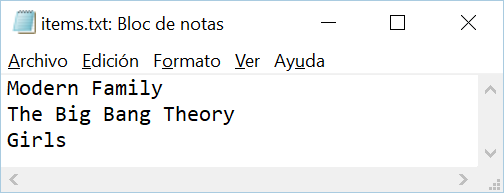 items.txt: Bloc de notas
Archivo Edición Formato Ver Ayuda
Modern Family
The Big Bang Theory
Girls